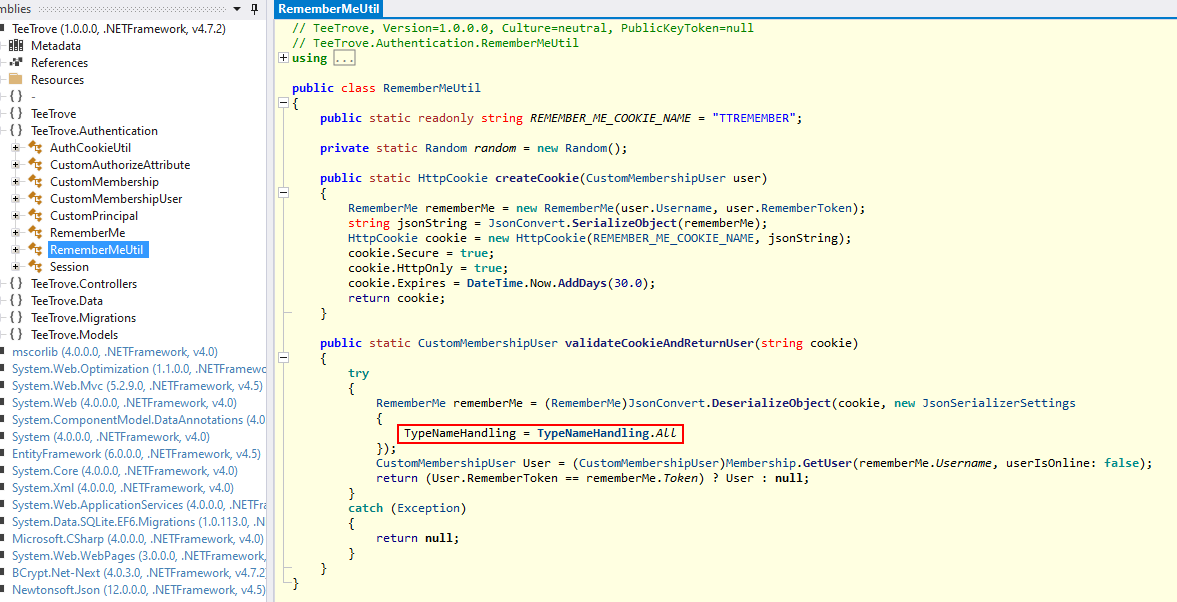 mblies
TeeTrove (1.0.0.0, .NETFramework, v4.7.2)
Metadata
References
Resources
{ } -
{ } TeeTrove
{ } TeeTrove.Authentication
AuthCookieUtil
CustomAuthorizeAttribute
CustomMembership
CustomMembershipUser
CustomPrincipal
RememberMe
RememberMeUtil
Session
{ } TeeTrove.Controllers
{ } TeeTrove.Data
{ } TeeTrove.Migrations
{ } TeeTrove.Models
mscorlib (4.0.0.0, .NETFramework, v4.0)
System.Web.Optimization (1.1.0.0, .NETFramewo
System.Web.Mvc (5.2.9.0, .NETFramework, v4.5)
System.Web (4.0.0.0, .NETFramework, v4.0)
System.ComponentModel.DataAnnotations (4.0
System (4.0.0.0, .NETFramework, v4.0)
EntityFramework (6.0.0.0, .NETFramework, v4.5)
System.Core (4.0.0.0, .NETFramework, v4.0)
System.Xml (4.0.0.0, .NETFramework, v4.0)
System.Web.ApplicationServices (4.0.0.0, .NETFra
System.Data.SQLite.EF6.Migrations (1.0.113.0, .N
Microsoft.CSharp (4.0.0.0, .NETFramework, v4.0)
System.Web.WebPages (3.0.0.0, .NETFramework,
BCrypt.Net-Next (4.0.3.0, .NETFramework, v4.7.2
Newtonsoft.Json (12.0.0.0, .NETFramework, v4.5)
RememberMeUtil
// TeeTrove, Version=1.0.0.0, Culture=neutral, PublicKeyToken=null
// TeeTrove.Authentication.RememberMeUtil
using ...
public class RememberMeUtil
{
public static readonly string REMEMBER_ME_COOKIE_NAME = "TTREMEMBER";
private static Random random = new Random();
public static HttpCookie createCookie(CustomMembershipUser user)
{
RememberMe rememberMe = new RememberMe(user.Username, user.RememberToken);
string jsonString = JsonConvert.SerializeObject(rememberMe);
HttpCookie cookie = new HttpCookie(REMEMBER_ME_COOKIE_NAME, jsonString);
cookie.Secure = true;
cookie.HttpOnly = true;
cookie.Expires = DateTime.Now.AddDays(30.0);
return cookie;
}
public static CustomMembershipUser validateCookieAndReturnUser(string cookie)
{
try
{
RememberMe rememberMe = (RememberMe)JsonConvert.DeserializeObject(cookie, new JsonSerializerSettings
{
TypeNameHandling = TypeNameHandling.All
});
CustomMembershipUser User = (CustomMembershipUser)Membership.GetUser(rememberMe.Username, userIsOnline: false);
return (User.RememberToken == rememberMe.Token) ? User : null;
}
catch (Exception)
{
return null;
}
}
}